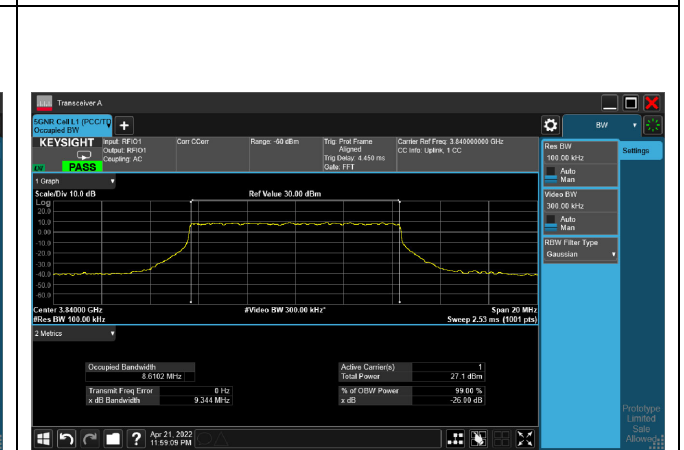 Transceiver A
5GNR Cell L1 (PCC/TD
Occupied BW
KEYSIGHT
PASS
Input: RFIO1
Output: RFIO1
Coupling: AC
Corr CCorr
Range: -60 dBm
Trig: Prot Frame
Aligned
Trig Delay: 4.450 ms
Gate: FFT
Carrier Ref Freq: 3.840000000 GHz
CC Info: Uplink, 1 CC
BW
Settings
Res BW
100.00 kHz
Auto
Man
Video BW
300.00 kHz
Auto
Man
RBW Filter Type
Gaussian
1 Graph
Scale/Div 10.0 dB
Ref Value 30.00 dBm
Log
20.0
10.0
0.00
-10.0
-20.0
-30.0
-40.0
-50.0
-60.0
Center 3.84000 GHz
#Video BW 300.00 kHz*
Span 20 MHz
#Res BW 100.00 kHz
Sweep 2.53 ms (1001 pts)
2 Metrics
Occupied Bandwidth
8.6102 MHz
Transmit Freq Error 0 Hz
x dB Bandwidth 9.344 MHz
Active Carrier(s) 1
Total Power 27.1 dBm
% of OBW Power 99.00 %
x dB -26.00 dB
Apr 21, 2022
11:59:09 PM
Prototype
Limited
Sale
Allowed